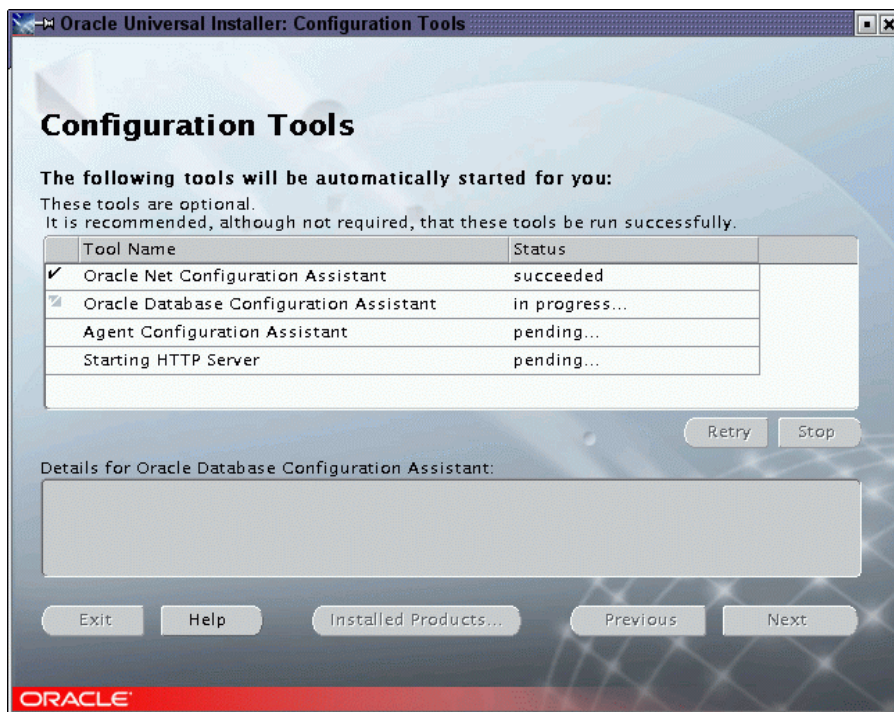 Oracle Universal Installer: Configuration Tools
Configuration Tools
The following tools will be automatically started for you:
These tools are optional.
It is recommended, although not required, that these tools be run successfully.
Tool Name Status
Oracle Net Configuration Assistant succeeded
Oracle Database Configuration Assistant in progress...
Agent Configuration Assistant pending...
Starting HTTP Server pending...
Retry Stop
Details for Oracle Database Configuration Assistant:
Exit Help Installed Products... Previous Next
ORACLE